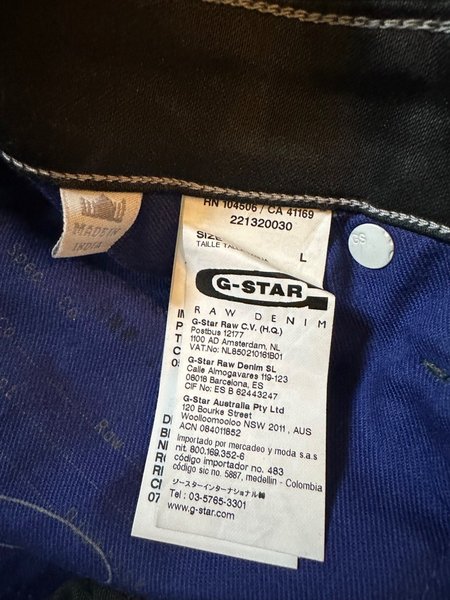 RN 104506 / CA 41169
221320030
SIZE
TAILLE
L
MADE IN
INDIA
GS
G-STAR
RAW DENIM
G-Star Raw C.V. (H.Q.)
Postbus 12177
1100 AD Amsterdam, NL
VAT.No: NL850210161B01
G-Star Raw Denim SL
Calle Almogavares 119-123
08018 Barcelona, ES
CIF No: ES B 62443247
G-Star Australia Pty Ltd
120 Bourke Street
Woolloomooloo NSW 2011 , AUS
ACN 084011852
Importado por mercadeo y moda s.a.s
nit. 800.169.352-6
código importador no. 483
código sic no. 5887, medellin - Colombia
ソースターインターナショナル㈱
Tel : 03-5765-3301
www.g-star.com